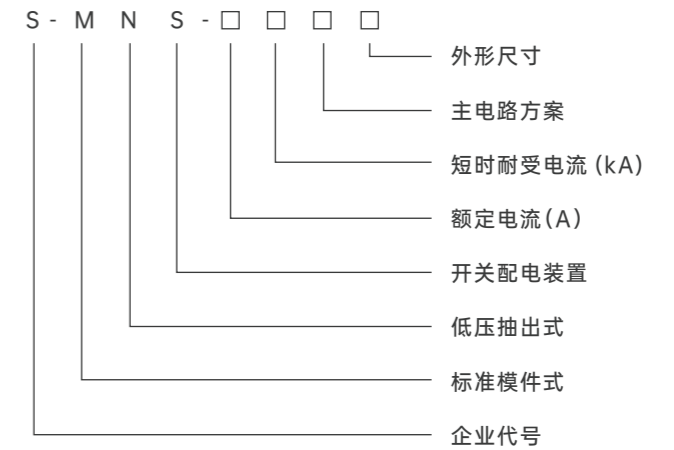 S - M N S - □ □ □ □
外形尺寸
主电路方案
短时耐受电流 (kA)
额定电流(A)
开关配电装置
低压抽出式
标准模件式
企业代号